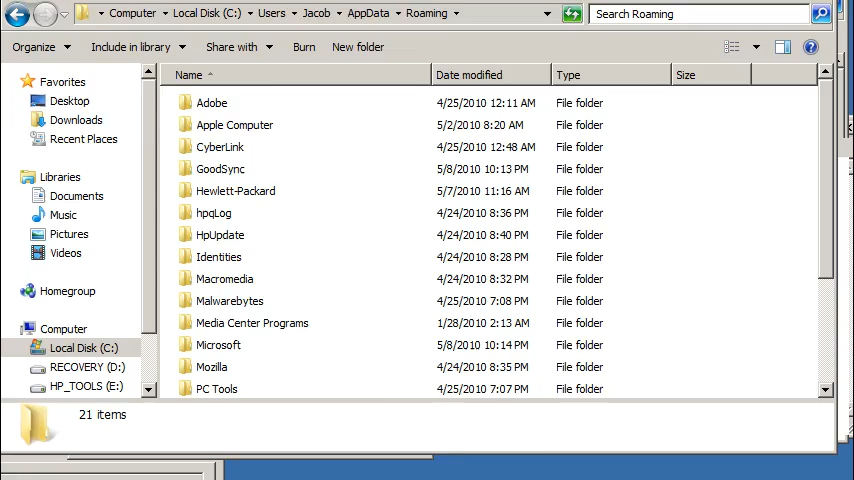 Computer Local Disk (C:) Users Jacob AppData Roaming Search Roaming
Organize Include in library Share with Burn New folder
Name Date modified Type Size
Favorites
Desktop
Downloads
Recent Places
Libraries
Documents
Music
Pictures
Videos
Homegroup
Computer
Local Disk (C:)
RECOVERY (D:)
HP_TOOLS (E:)
Adobe 4/25/2010 12:11 AM File folder
Apple Computer 5/2/2010 8:20 AM File folder
CyberLink 4/25/2010 12:48 AM File folder
GoodSync 5/8/2010 10:13 PM File folder
Hewlett-Packard 5/7/2010 11:16 AM File folder
hpqLog 4/24/2010 8:36 PM File folder
HpUpdate 4/24/2010 8:40 PM File folder
Identities 4/24/2010 8:28 PM File folder
Macromedia 4/24/2010 8:32 PM File folder
Malwarebytes 4/25/2010 7:08 PM File folder
Media Center Programs 1/28/2010 2:13 AM File folder
Microsoft 5/8/2010 10:14 PM File folder
Mozilla 4/24/2010 8:35 PM File folder
PC Tools 4/25/2010 7:07 PM File folder
21 items